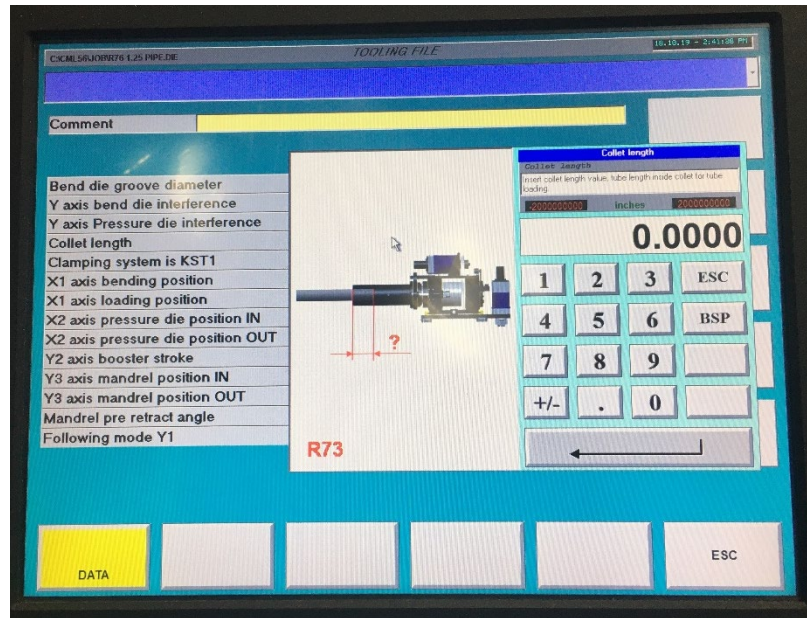 TOOLING FILE
Comment
Bend die groove diameter
Y axis bend die interference
Y axis Pressure die interference
Collet length
Clamping system is KST1
X1 axis bending position
X1 axis loading position
X2 axis pressure die position IN
X2 axis pressure die position OUT
Y2 axis booster stroke
Y3 axis mandrel position IN
Y3 axis mandrel position OUT
Mandrel pre retract angle
Following mode Y1
?
R73
Collet length
Collet length
Insert collet length value, tube length inside collet for tube
loading.
-2000000000 inches 2000000000
0.0000
1 2 3 ESC
4 5 6 BSP
7 8 9
+/- . 0
DATA
ESC